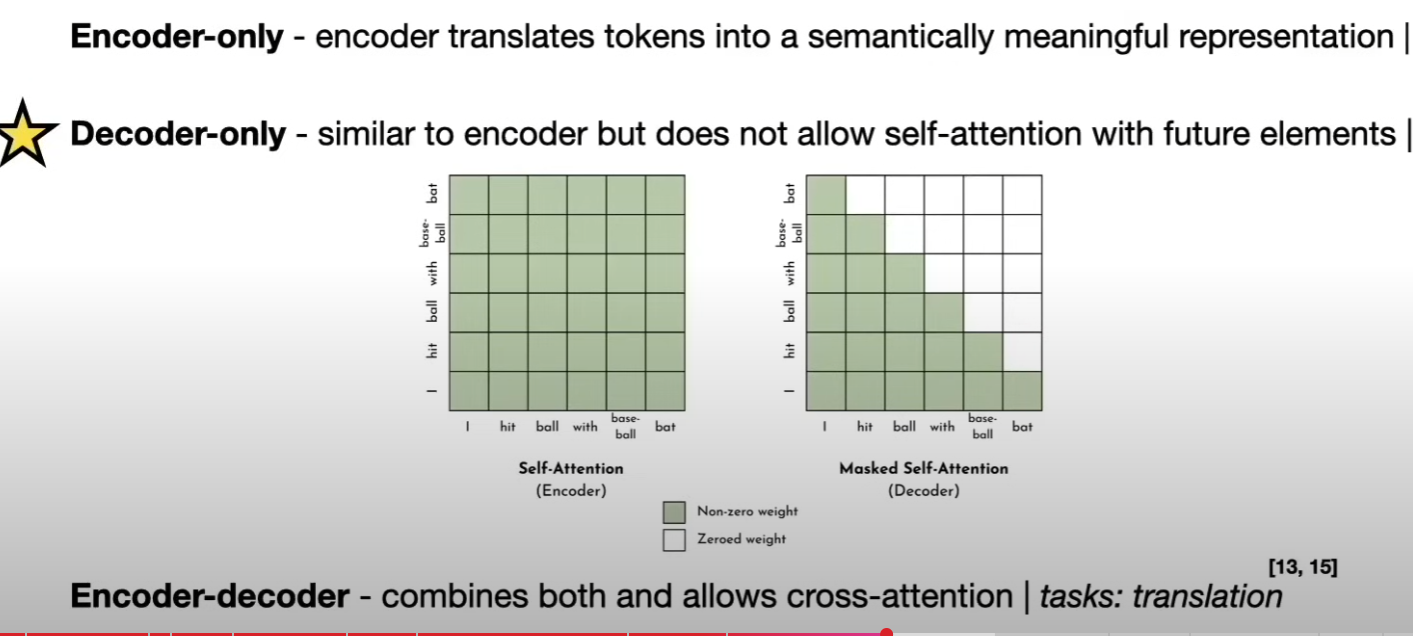 Encoder-only - encoder translates tokens into a semantically meaningful representation |
Decoder-only - similar to encoder but does not allow self-attention with future elements |
bat
base-
ball
with
ball
hit
I
I hit ball with base- bat
ball
Self-Attention
(Encoder)
bat
base-
ball
with
ball
hit
I
I hit ball with base- bat
ball
Masked Self-Attention
(Decoder)
Non-zero weight
Zeroed weight
[13, 15]
Encoder-decoder - combines both and allows cross-attention | tasks: translation